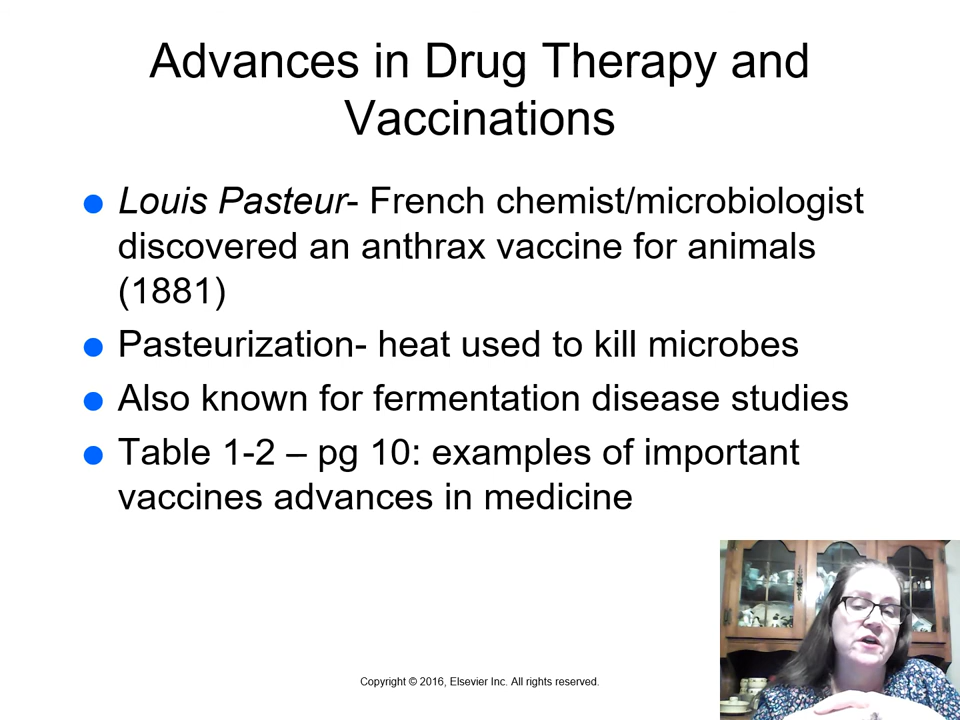 Advances in Drug Therapy and
Vaccinations
Louis Pasteur- French chemist/microbiologist
discovered an anthrax vaccine for animals
(1881)
Pasteurization- heat used to kill microbes
Also known for fermentation disease studies
Table 1-2 – pg 10: examples of important
vaccines advances in medicine
Copyright © 2016, Elsevier Inc. All rights reserved.